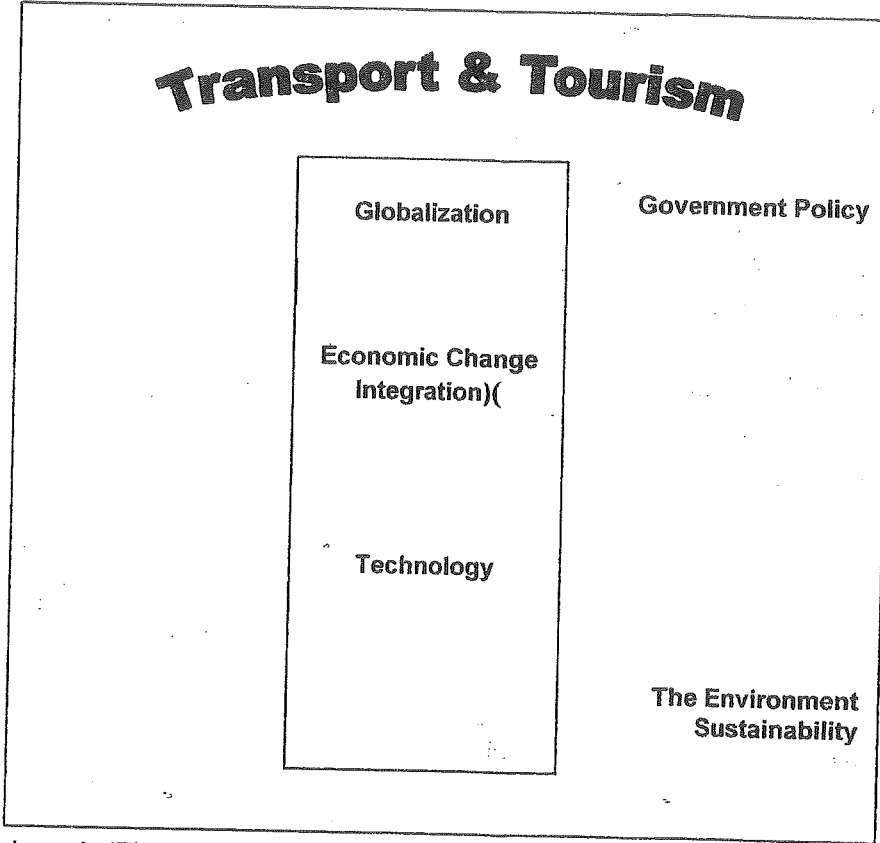 Transport & Tourism
Globalization
Government Policy
Economic Change
Integration)(
Technology
The Environment
Sustainability